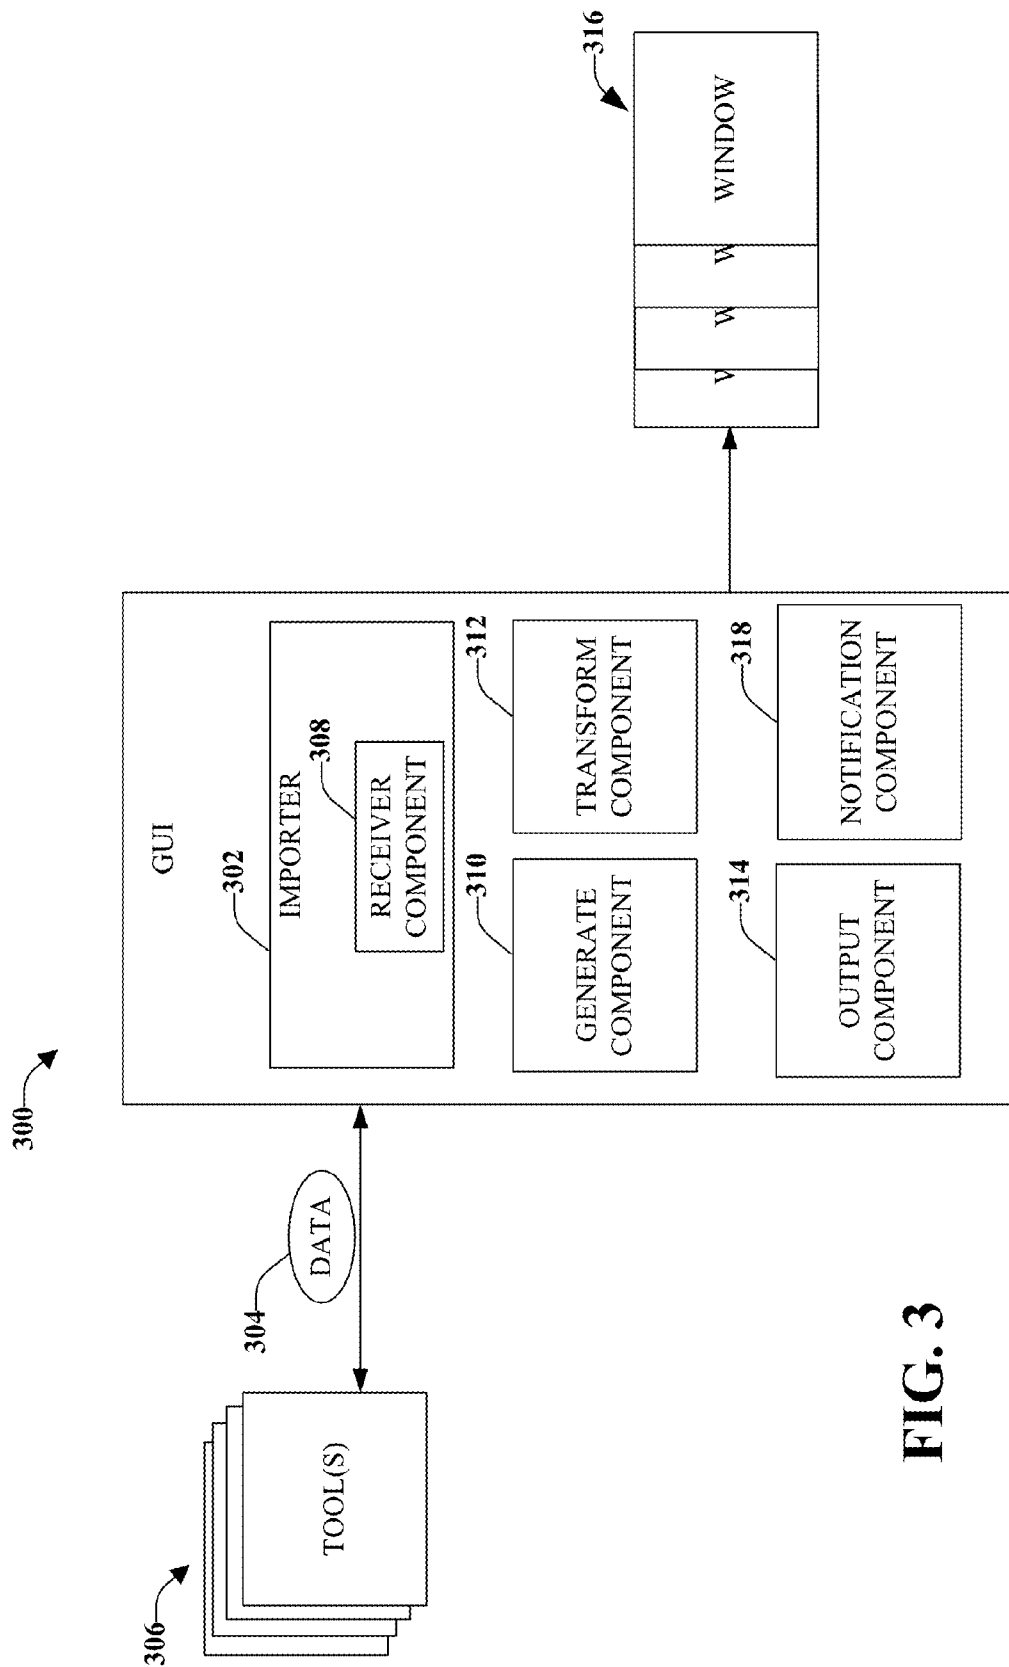 300
306
TOOL(S)
304
DATA
GUI
302
IMPORTER
308
RECEIVER
COMPONENT
310
GENERATE
COMPONENT
312
TRANSFORM
COMPONENT
314
OUTPUT
COMPONENT
318
NOTIFICATION
COMPONENT
316
V
W
W
WINDOW
FIG. 3